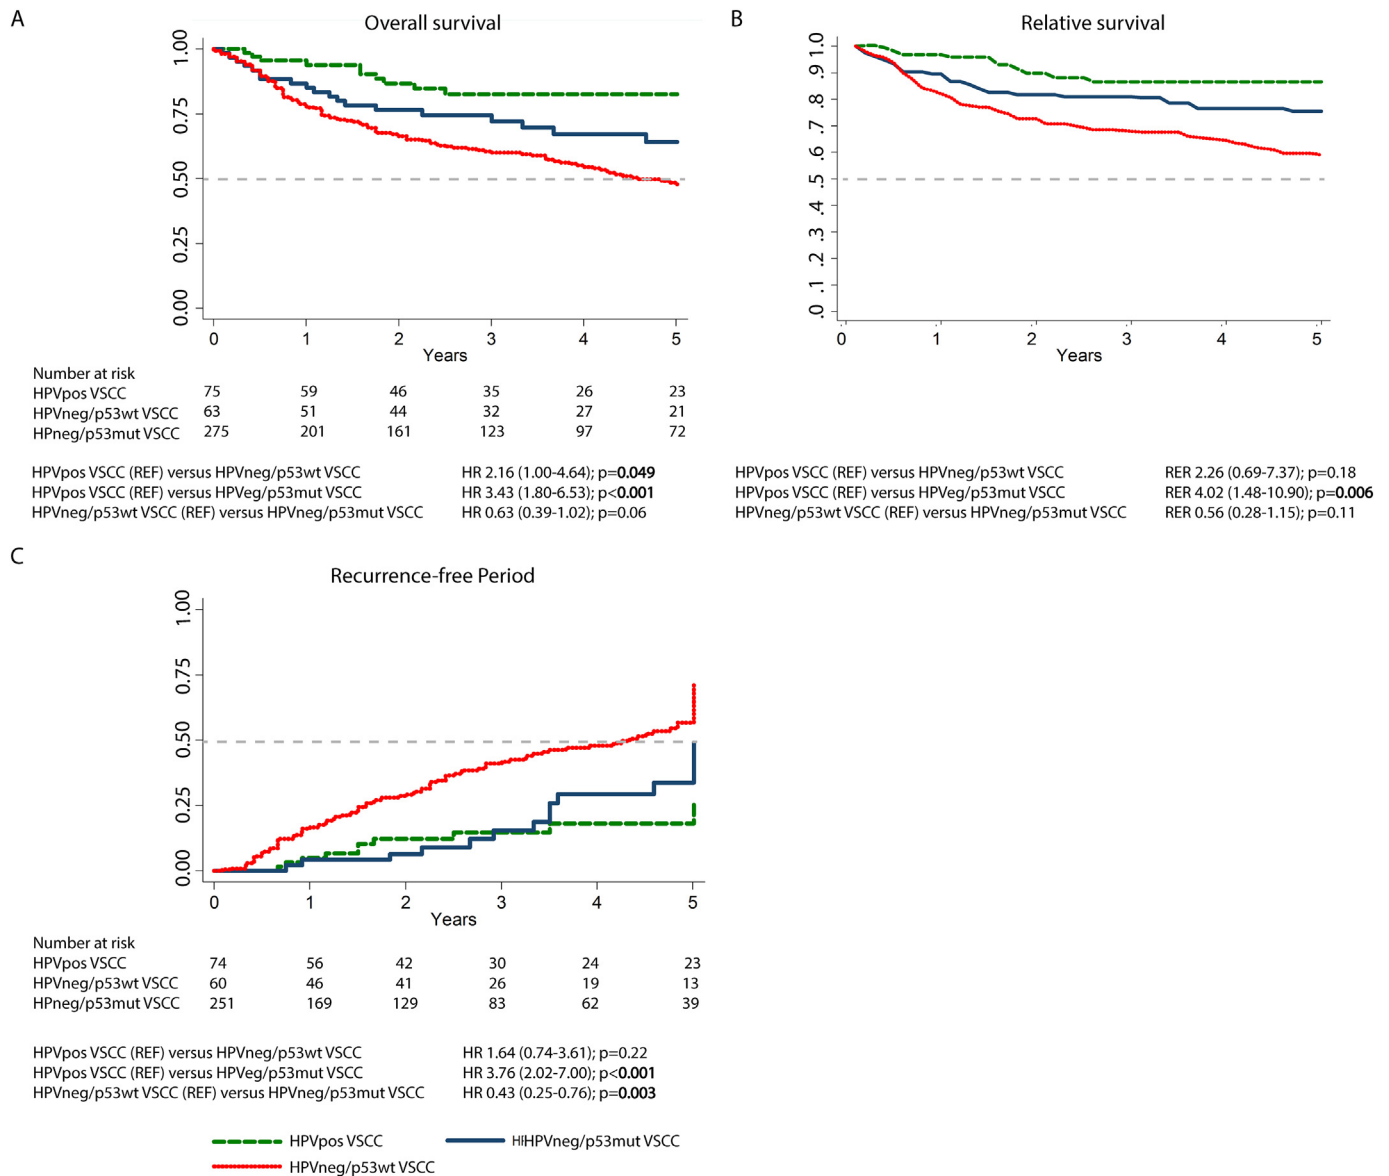 A
Overall survival
1.00
0.75
0.50
0.25
0.00
0 1 2 3 4 5
Years
Number at risk
HPVpos VSCC 75 59 46 35 26 23
HPVneg/p53wt VSCC 63 51 44 32 27 21
HPneg/p53mut VSCC 275 201 161 123 97 72
HPVpos VSCC (REF) versus HPVneg/p53wt VSCC HR 2.16 (1.00-4.64); p=0.049
HPVpos VSCC (REF) versus HPVeg/p53mut VSCC HR 3.43 (1.80-6.53); p<0.001
HPVneg/p53wt VSCC (REF) versus HPVneg/p53mut VSCC HR 0.63 (0.39-1.02); p=0.06
B
Relative survival
1.0
.9
.8
.7
.6
.5
.4
.3
.2
.1
.0
0 1 2 3 4 5
Years
HPVpos VSCC (REF) versus HPVneg/p53wt VSCC RER 2.26 (0.69-7.37); p=0.18
HPVpos VSCC (REF) versus HPVeg/p53mut VSCC RER 4.02 (1.48-10.90); p=0.006
HPVneg/p53wt VSCC (REF) versus HPVneg/p53mut VSCC RER 0.56 (0.28-1.15); p=0.11
C
Recurrence-free Period
1.00
0.75
0.50
0.25
0.00
0 1 2 3 4 5
Years
Number at risk
HPVpos VSCC 74 56 42 30 24 23
HPVneg/p53wt VSCC 60 46 41 26 19 13
HPneg/p53mut VSCC 251 169 129 83 62 39
HPVpos VSCC (REF) versus HPVneg/p53wt VSCC HR 1.64 (0.74-3.61); p=0.22
HPVpos VSCC (REF) versus HPVeg/p53mut VSCC HR 3.76 (2.02-7.00); p<0.001
HPVneg/p53wt VSCC (REF) versus HPVneg/p53mut VSCC HR 0.43 (0.25-0.76); p=0.003
HPVpos VSCC HPVneg/p53mut VSCC
HPVneg/p53wt VSCC